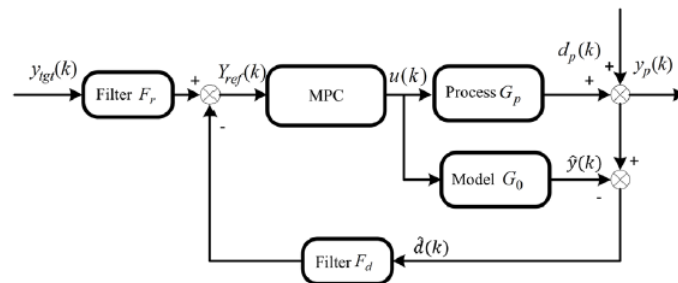 y_tgt(k)
Filter F_r
+
-
Y_ref(k)
MPC
u(k)
Process G_p
d_p(k)
+
+
y_p(k)
Model G_0
ŷ(k)
+
-
d̂(k)
Filter F_d